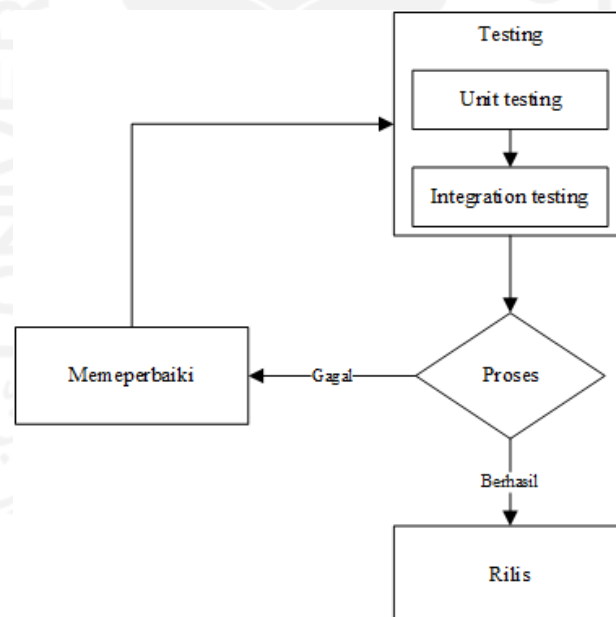 Testing
Unit testing
Integration testing
Memeperbaiki
Gagal
Proses
Berhasil
Rilis